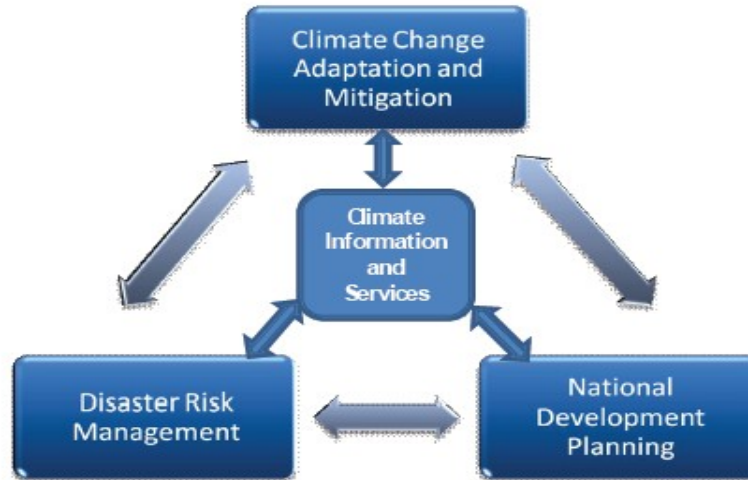 Climate Change
Adaptation and
Mitigation
Climate
Information
and
Services
Disaster Risk
Management
National
Development
Planning